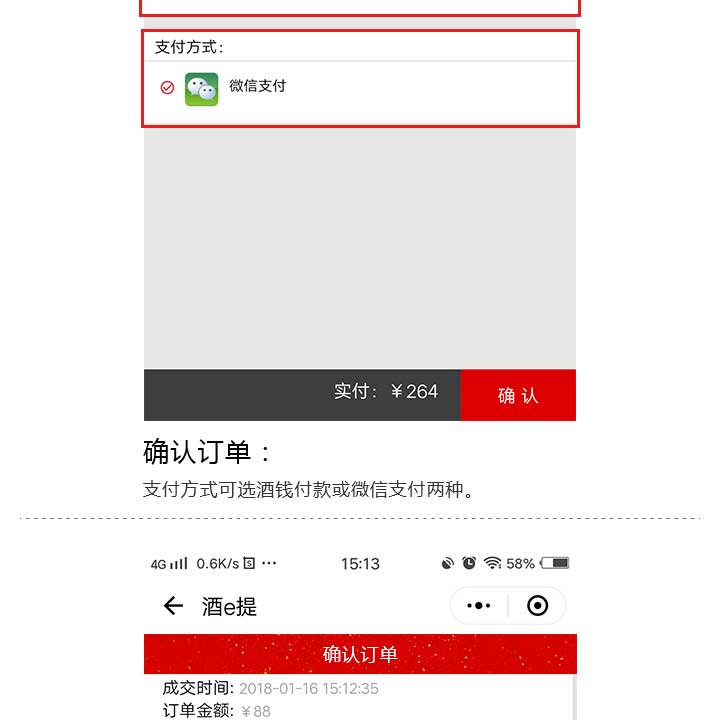 支付方式：
微信支付
实付：￥264
确 认
确认订单：
支付方式可选酒钱付款或微信支付两种。
4G 0.6K/s S ··· 15:13 58%
酒e提
确认订单
成交时间: 2018-01-16 15:12:35
订单金额: ￥88